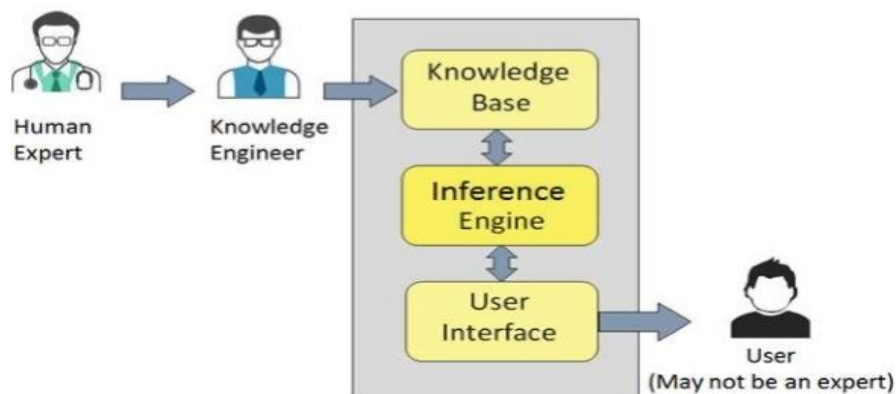 Human
Expert
Knowledge
Engineer
Knowledge
Base
Inference
Engine
User
Interface
User
(May not be an expert)